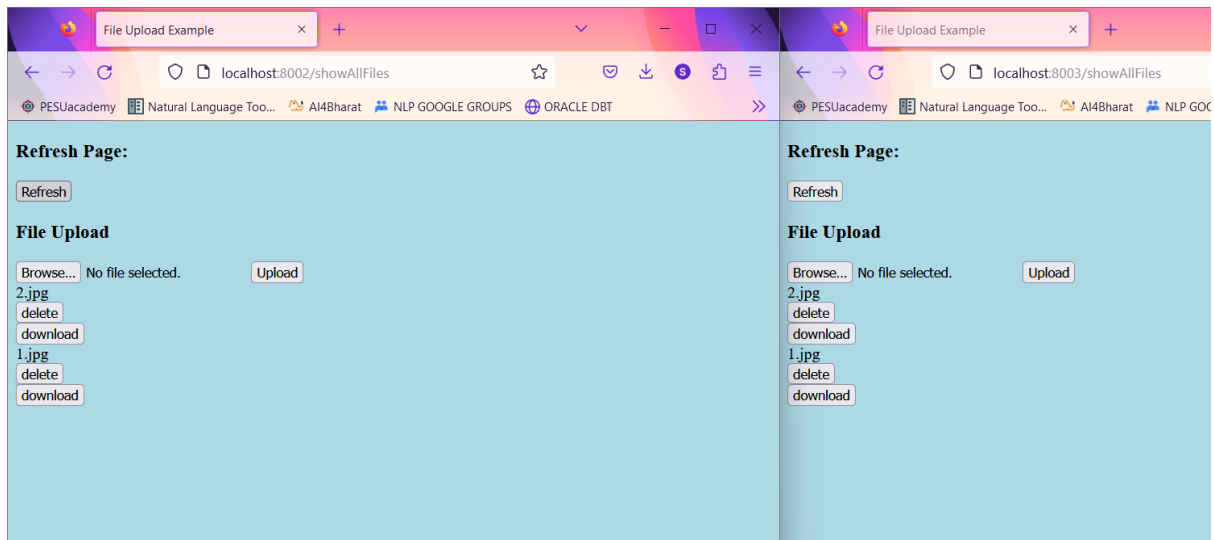 File Upload Example
localhost:8002/showAllFiles
S
PESUacademy Natural Language Too... AI4Bharat NLP GOOGLE GROUPS ORACLE DBT
Refresh Page:
Refresh
File Upload
Browse... No file selected. Upload
2.jpg
delete
download
1.jpg
delete
download
File Upload Example
localhost:8003/showAllFiles
PESUacademy Natural Language Too... AI4Bharat NLP GOO
Refresh Page:
Refresh
File Upload
Browse... No file selected. Upload
2.jpg
delete
download
1.jpg
delete
download